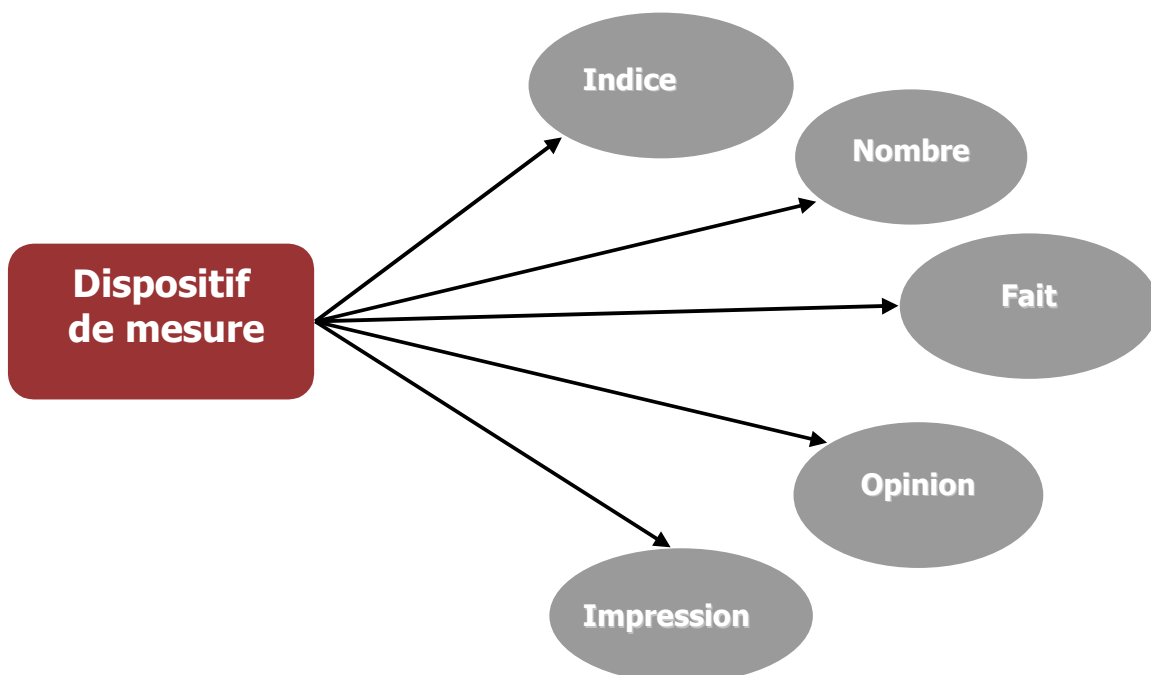 Indice
Nombre
Dispositif
de mesure
Fait
Opinion
Impression